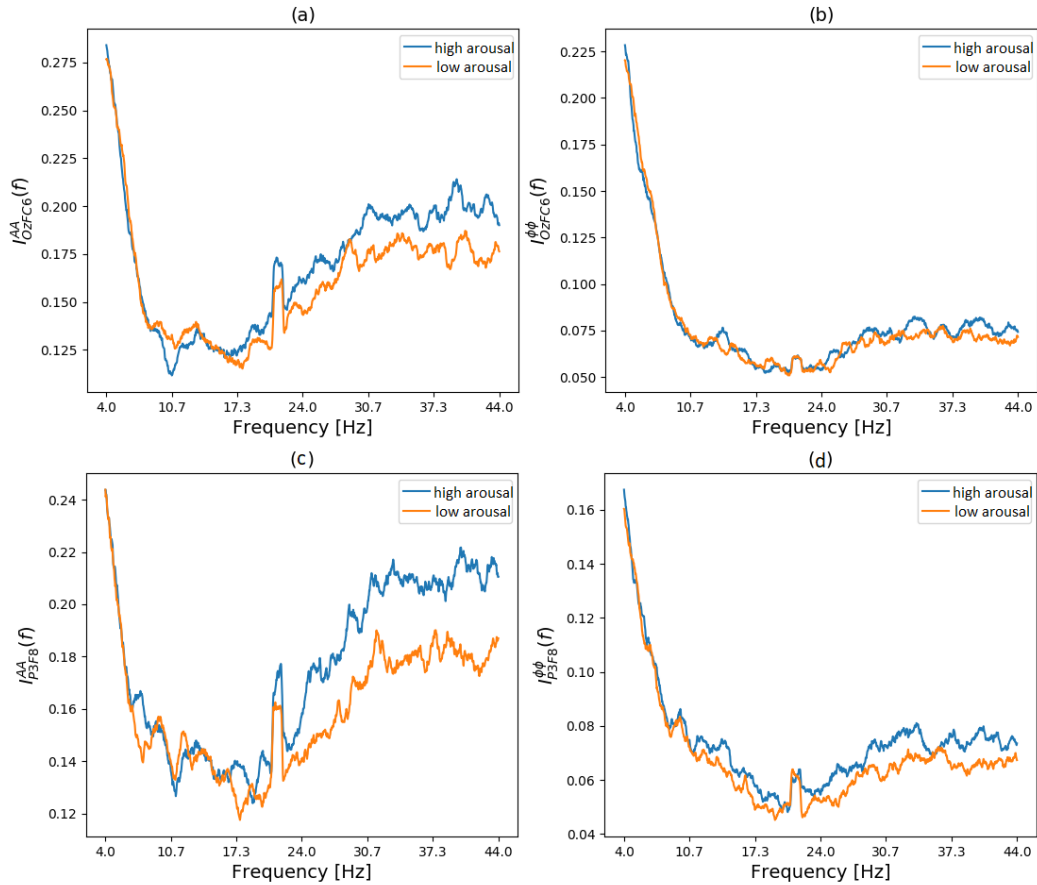 (a)
high arousal
low arousal
0.275
0.250
0.225
0.200
0.175
0.150
0.125
I^{AA}_{OzFC6}(f)
4.0 10.7 17.3 24.0 30.7 37.3 44.0
Frequency [Hz]
(b)
high arousal
low arousal
0.225
0.200
0.175
0.150
0.125
0.100
0.075
0.050
I^{ϕϕ}_{OzFC6}(f)
4.0 10.7 17.3 24.0 30.7 37.3 44.0
Frequency [Hz]
(c)
high arousal
low arousal
0.24
0.22
0.20
0.18
0.16
0.14
0.12
I^{AA}_{P3F8}(f)
4.0 10.7 17.3 24.0 30.7 37.3 44.0
Frequency [Hz]
(d)
high arousal
low arousal
0.16
0.14
0.12
0.10
0.08
0.06
0.04
I^{ϕϕ}_{P3F8}(f)
4.0 10.7 17.3 24.0 30.7 37.3 44.0
Frequency [Hz]